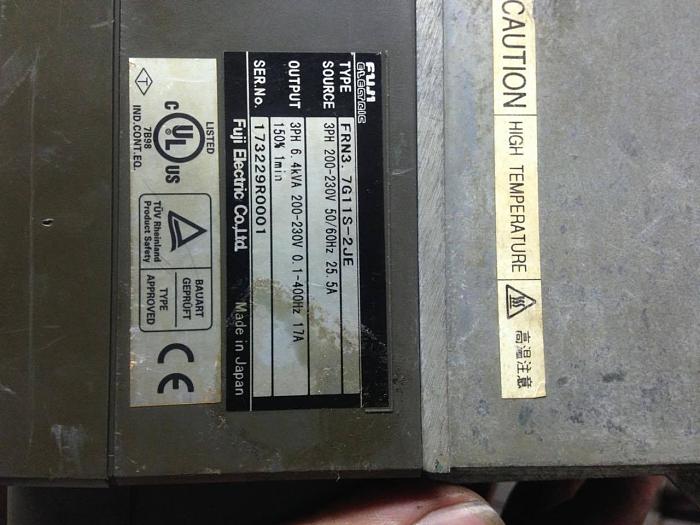 CAUTION HIGH TEMPERATURE 高温注意
FUJI
ELECTRIC
TYPE FRN3.7G11S-2JE
SOURCE 3PH 200-230V 50/60Hz 25.5A
OUTPUT 3PH 6.4kVA 200-230V 0.1-400Hz 17A
150% 1min
SER.No. 173229R0001
Fuji Electric Co.,Ltd. Made in Japan
T
LISTED
C UL US
7B98
IND.CONT.EQ.
TÜV Rheinland
Product Safety
BAUART
GEPRÜFT
TYPE
APPROVED
CE